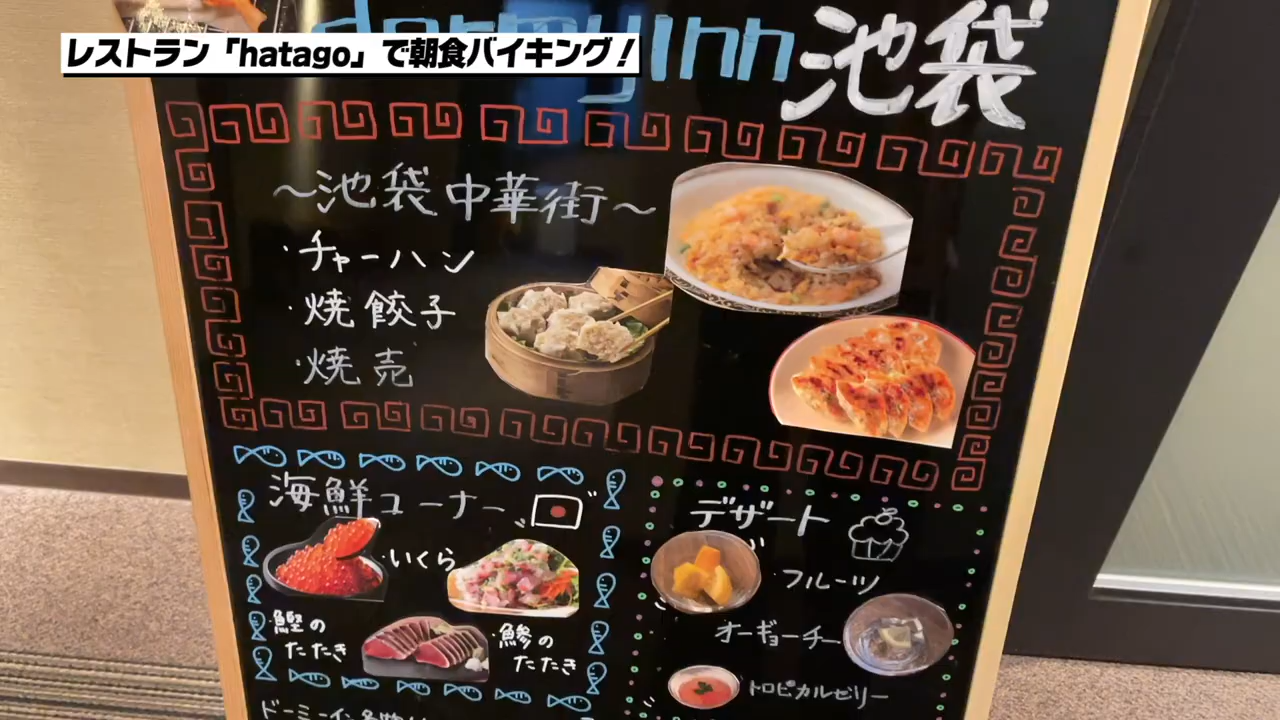 レストラン「hatago」で朝食バイキング！
dormy inn 池袋
～池袋中華街～
・チャーハン
・焼餃子
・焼売
海鮮コーナー
・いくら
・鰹の
たたき
・鯵の
たたき
デザート
・フルーツ
・オーギョーチー
・トロピカルゼリー